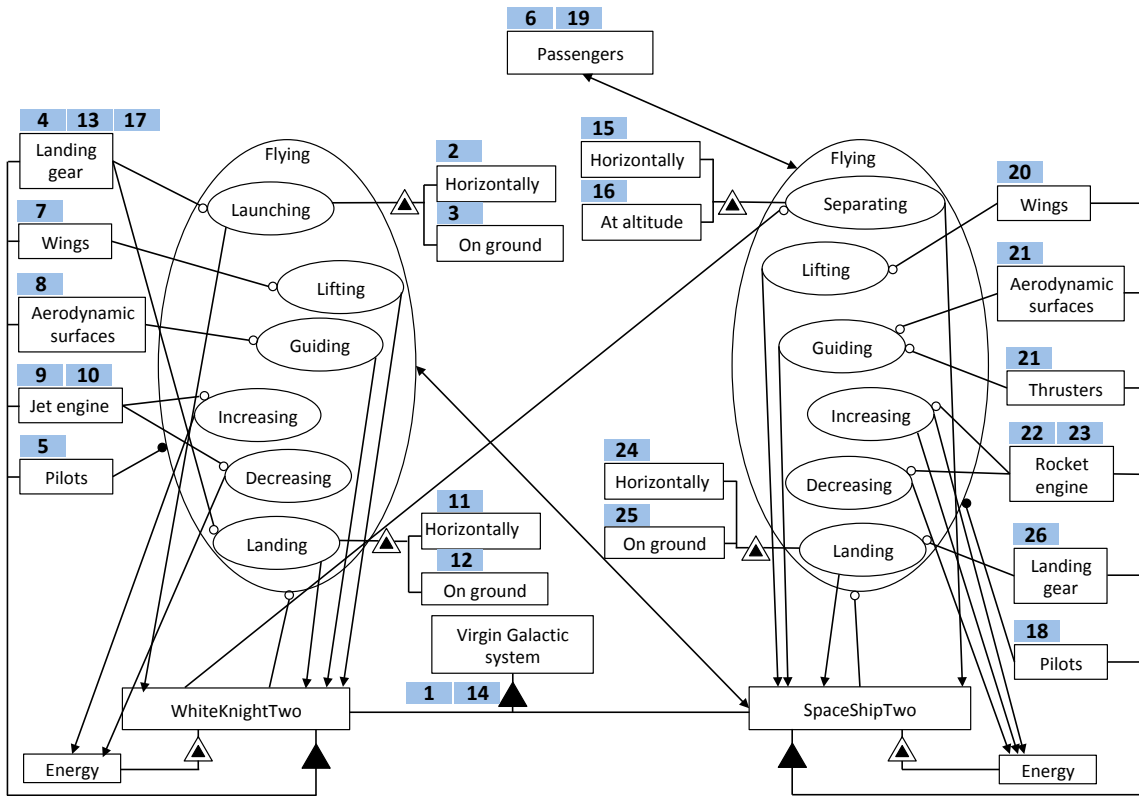 6 19
Passengers
4 13 17
Landing
gear
Flying
2
Horizontally
3
On ground
Launching
7
Wings
Lifting
8
Aerodynamic
surfaces
Guiding
9 10
Jet engine
Increasing
5
Pilots
Decreasing
11
Horizontally
12
On ground
Landing
15
Horizontally
16
At altitude
Flying
Separating
20
Wings
Lifting
21
Aerodynamic
surfaces
Guiding
21
Thrusters
Increasing
22 23
Rocket
engine
24
Horizontally
25
On ground
Decreasing
Landing
26
Landing
gear
18
Pilots
Virgin Galactic
system
1 14
WhiteKnightTwo
SpaceShipTwo
Energy
Energy